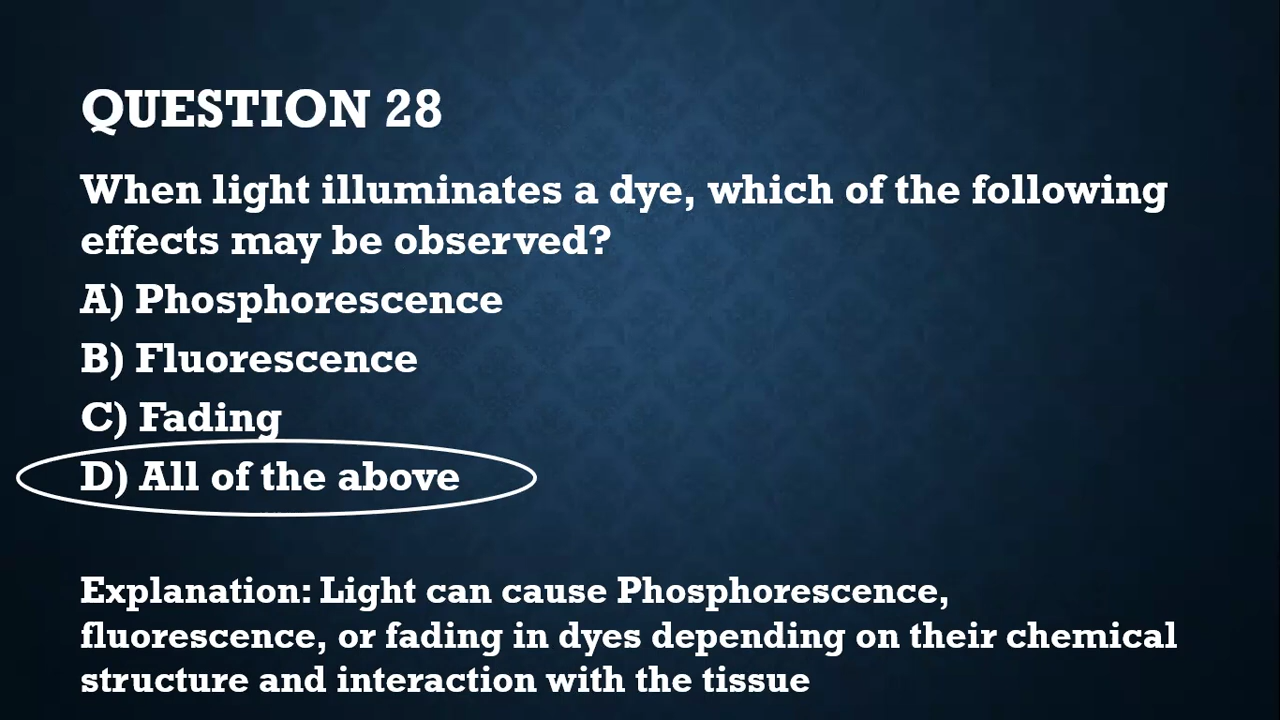 QUESTION 28
When light illuminates a dye, which of the following
effects may be observed?
A) Phosphorescence
B) Fluorescence
C) Fading
D) All of the above
Explanation: Light can cause Phosphorescence,
fluorescence, or fading in dyes depending on their chemical
structure and interaction with the tissue